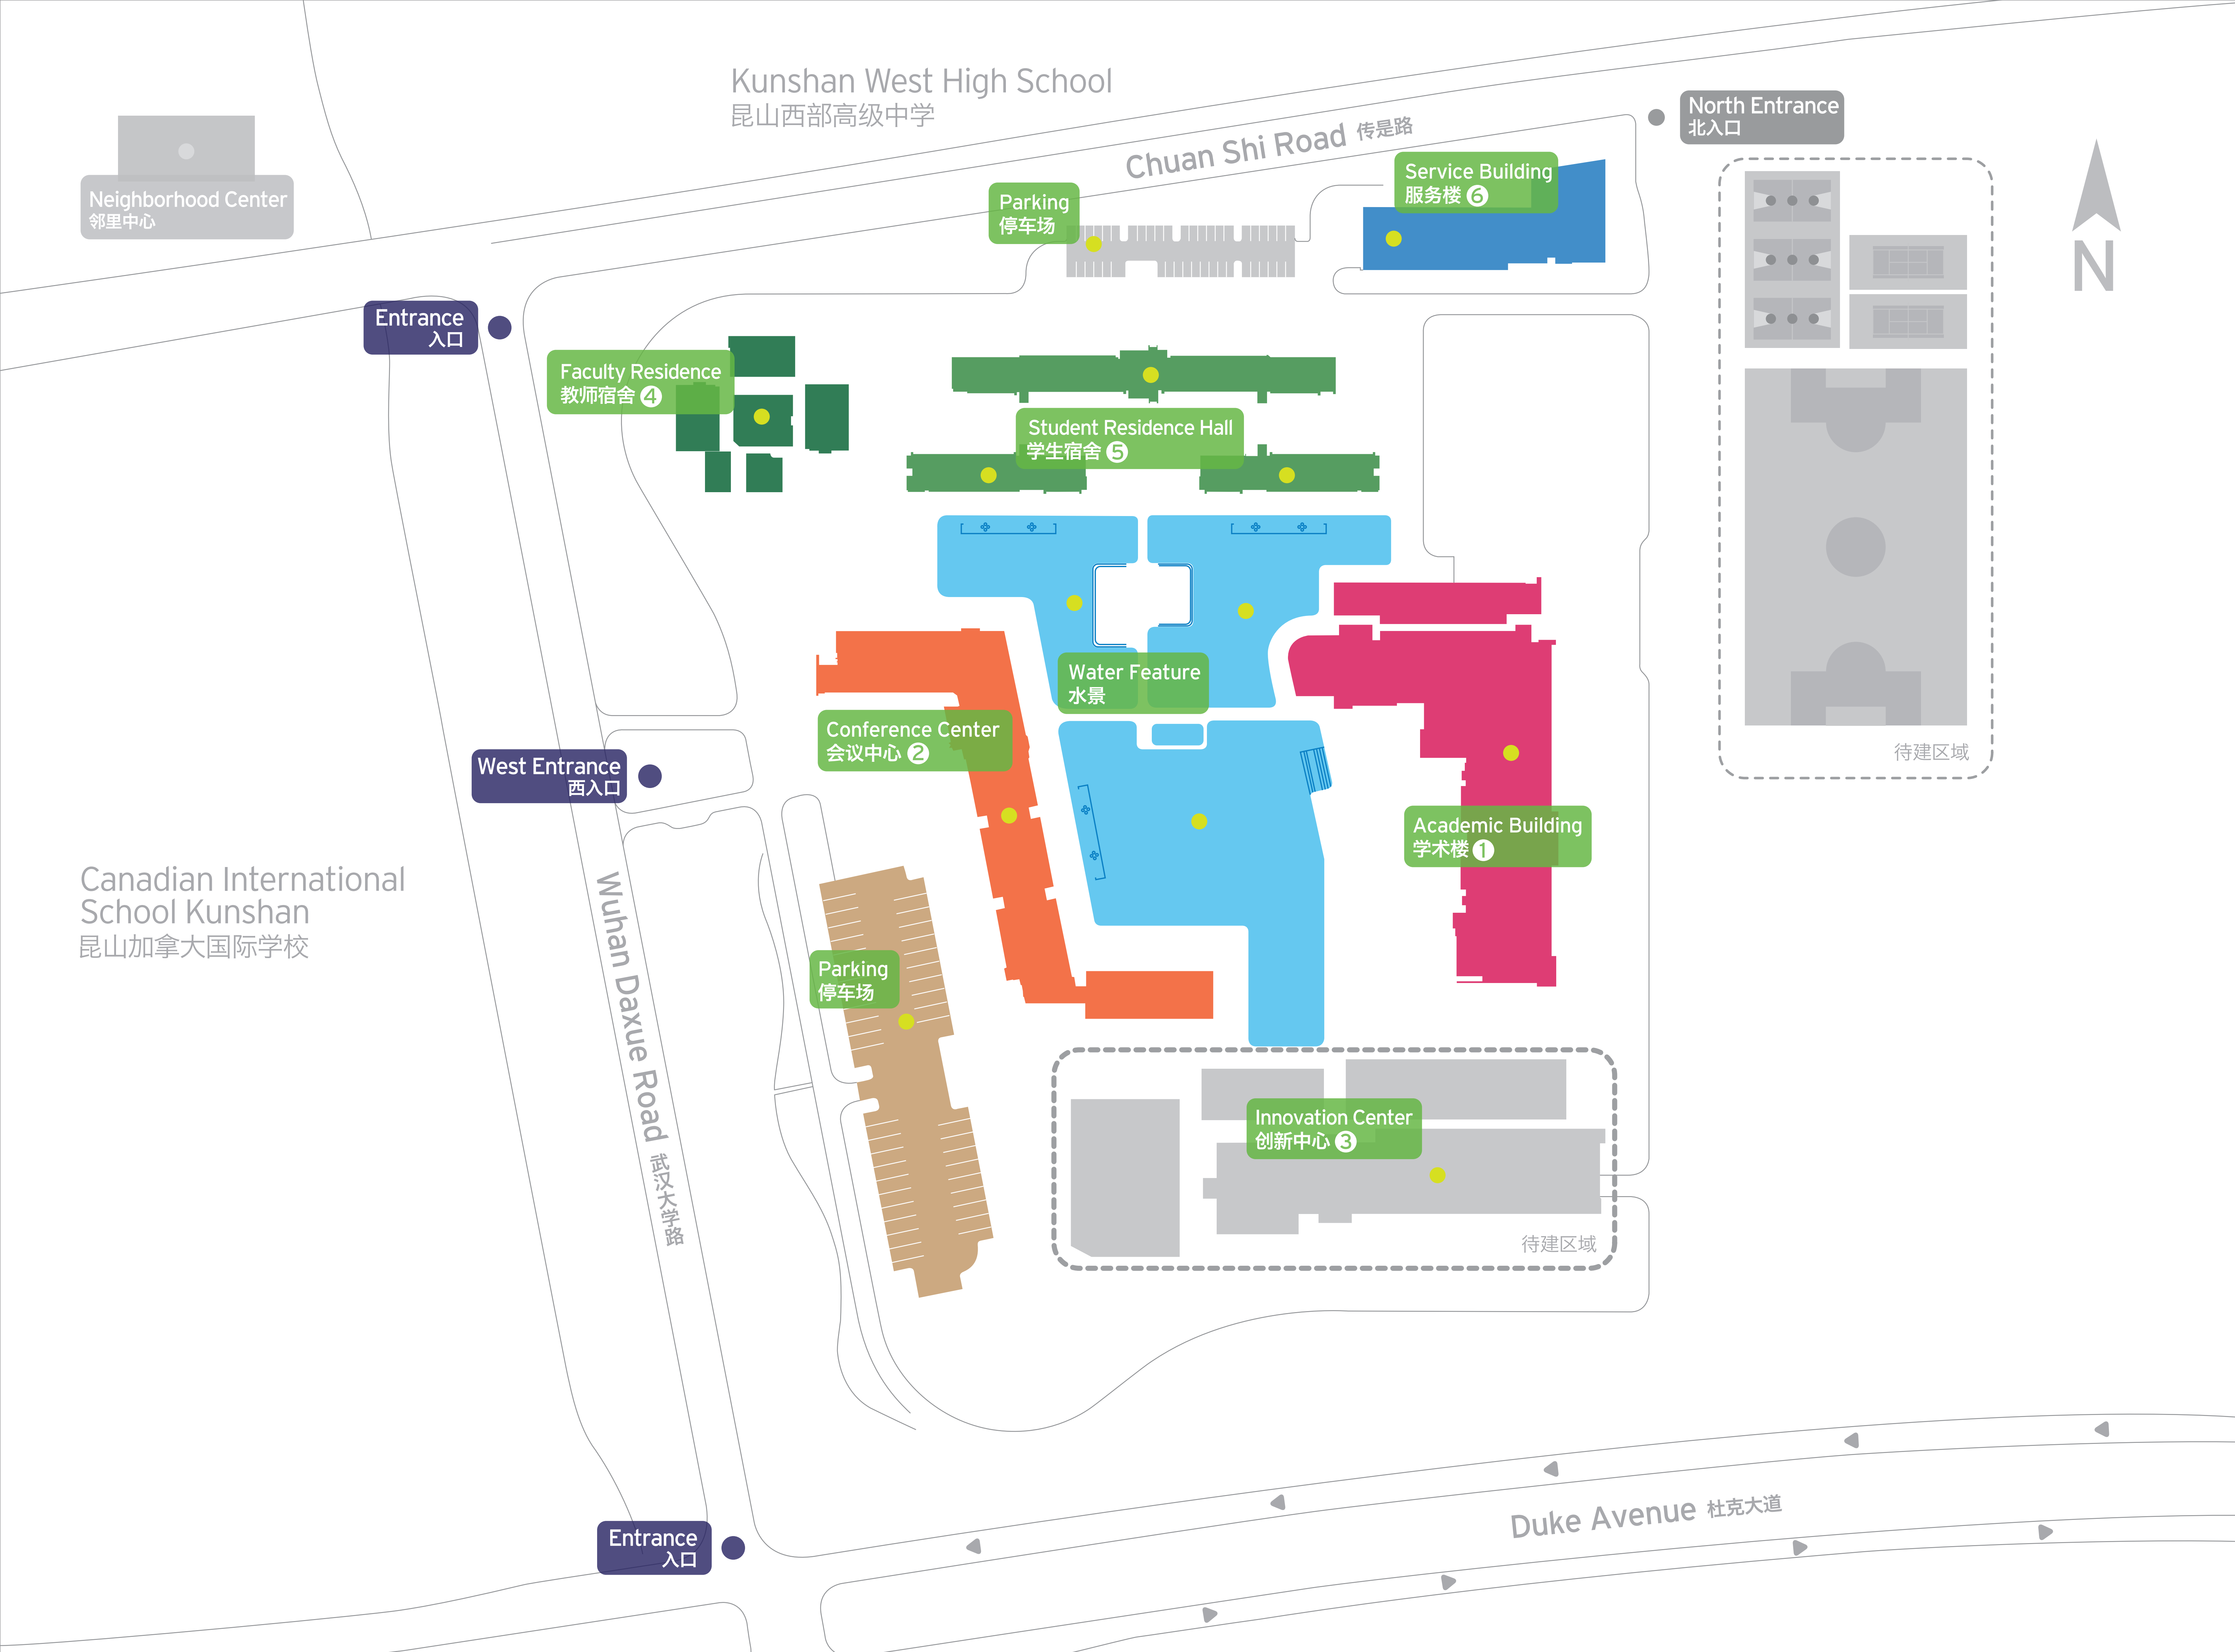 Kunshan West High School
昆山西部高级中学
North Entrance
北入口
Chuan Shi Road 传是路
Service Building
服务楼 6
Neighborhood Center
邻里中心
Parking
停车场
N
Entrance
入口
Faculty Residence
教师宿舍 4
Student Residence Hall
学生宿舍 5
Water Feature
水景
Conference Center
会议中心 2
West Entrance
西入口
待建区域
Academic Building
学术楼 1
Canadian International
School Kunshan
昆山加拿大国际学校
Wuhan Daxue Road 武汉大学路
Parking
停车场
Innovation Center
创新中心 3
待建区域
Duke Avenue 杜克大道
Entrance
入口